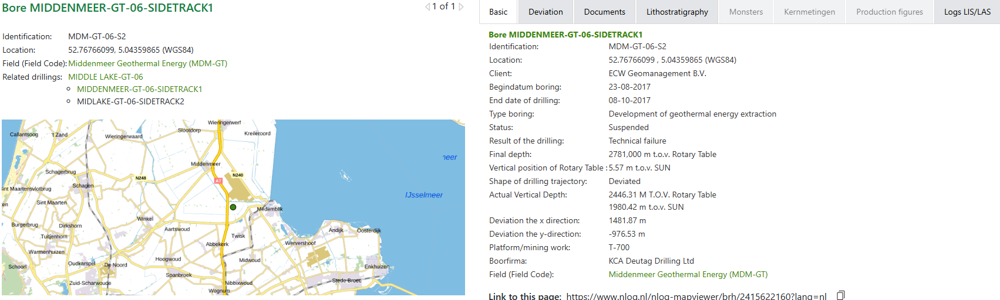 Bore MIDDENMEER-GT-06-SIDETRACK1
1 of 1
Identification: MDM-GT-06-S2
Location: 52.76766099, 5.04359865 (WGS84)
Field (Field Code): Middenmeer Geothermal Energy (MDM-GT)
Related drillings: MIDDLE LAKE-GT-06
MIDDENMEER-GT-06-SIDETRACK1
MIDLAKE-GT-06-SIDETRACK2
Wieringerwerf
Slootdorp
Callantsoog
't Zand
Wieringerwaard
Kreileroord
meer
Middenmeer
Schagerbrug
N248
N240
A7
Schagen
int Maartensvlotbrug
IJsselmeer
Sint Maarten
ten
Medemblik
Winkel
Burgerbrug
Dirkshorn
Aartswoud
Andijk
Oosterdijk
Tuitjenhorn
Twisk
Abbekerk
Wervershoof
Warmenhuizen
Hoogwoud
Midwoud
Schoorl
Oudkarspel
De Noord
Enkhuizen
Spanbroek
Zuid-Scharwoude
Nibbixwoud
Stede Broec
Wognum
Basic
Deviation
Documents
Lithostratigraphy
Monsters
Kernmetingen
Production figures
Logs LIS/LAS
Bore MIDDENMEER-GT-06-SIDETRACK1
Identification: MDM-GT-06-S2
Location: 52.76766099 , 5.04359865 (WGS84)
Client: ECW Geomanagement B.V.
Begindatum boring: 23-08-2017
End date of drilling: 08-10-2017
Type boring: Development of geothermal energy extraction
Status: Suspended
Result of the drilling: Technical failure
Final depth: 2781,000 m t.o.v. Rotary Table
Vertical position of Rotary Table : 5.57 m t.o.v. SUN
Shape of drilling trajectory: Deviated
Actual Vertical Depth: 2446.31 M T.O.V. Rotary Table
1980.42 m t.o.v. SUN
Deviation the x direction: 1481.87 m
Deviation the y-direction: -976.53 m
Platform/mining work: T-700
Boorfirma: KCA Deutag Drilling Ltd
Field (Field Code): Middenmeer Geothermal Energy (MDM-GT)
Link to this page: https://www.nlog.nl/nlog-mapviewer/brh/2415622160?lang=nl